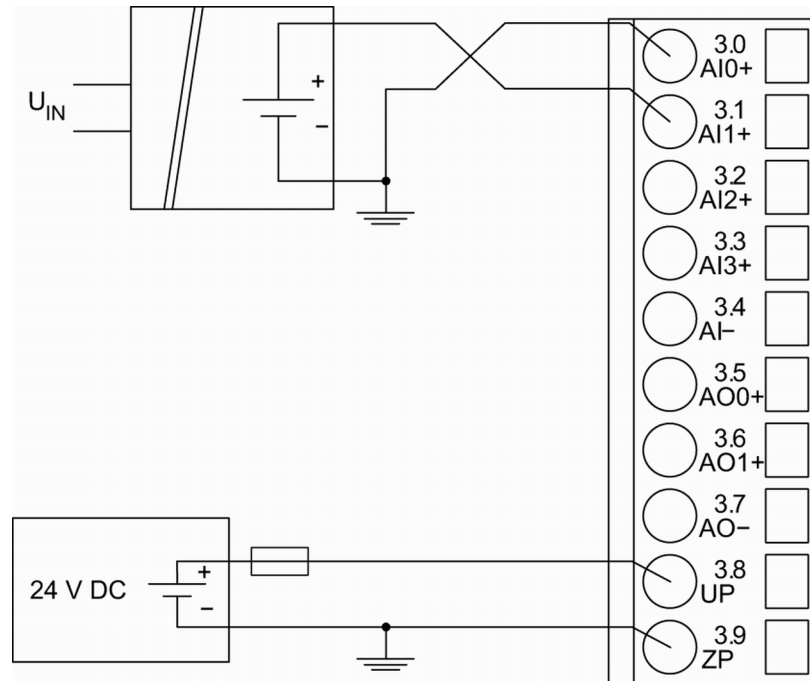 3.0
AI0+
+
U_IN
3.1
−
AI1+
3.2
AI2+
3.3
AI3+
3.4
AI−
3.5
AO0+
3.6
AO1+
3.7
AO−
3.8
+
24 V DC
UP
−
3.9
ZP